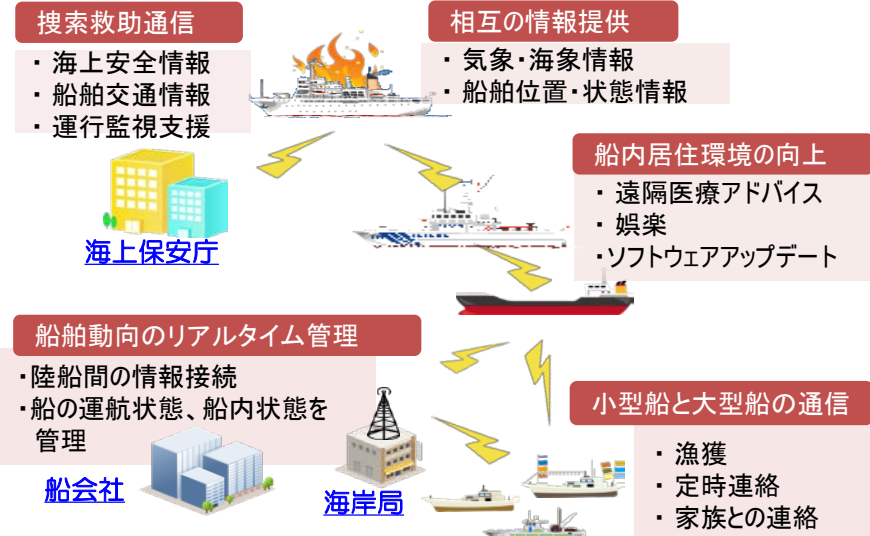 捜索救助通信
・ 海上安全情報
・ 船舶交通情報
・ 運行監視支援
海上保安庁
相互の情報提供
・ 気象・海象情報
・ 船舶位置・状態情報
船内居住環境の向上
・ 遠隔医療アドバイス
・ 娯楽
・ソフトウェアアップデート
船舶動向のリアルタイム管理
・陸船間の情報接続
・船の運航状態、船内状態を
管理
船会社
海岸局
小型船と大型船の通信
・ 漁獲
・ 定時連絡
・ 家族との連絡